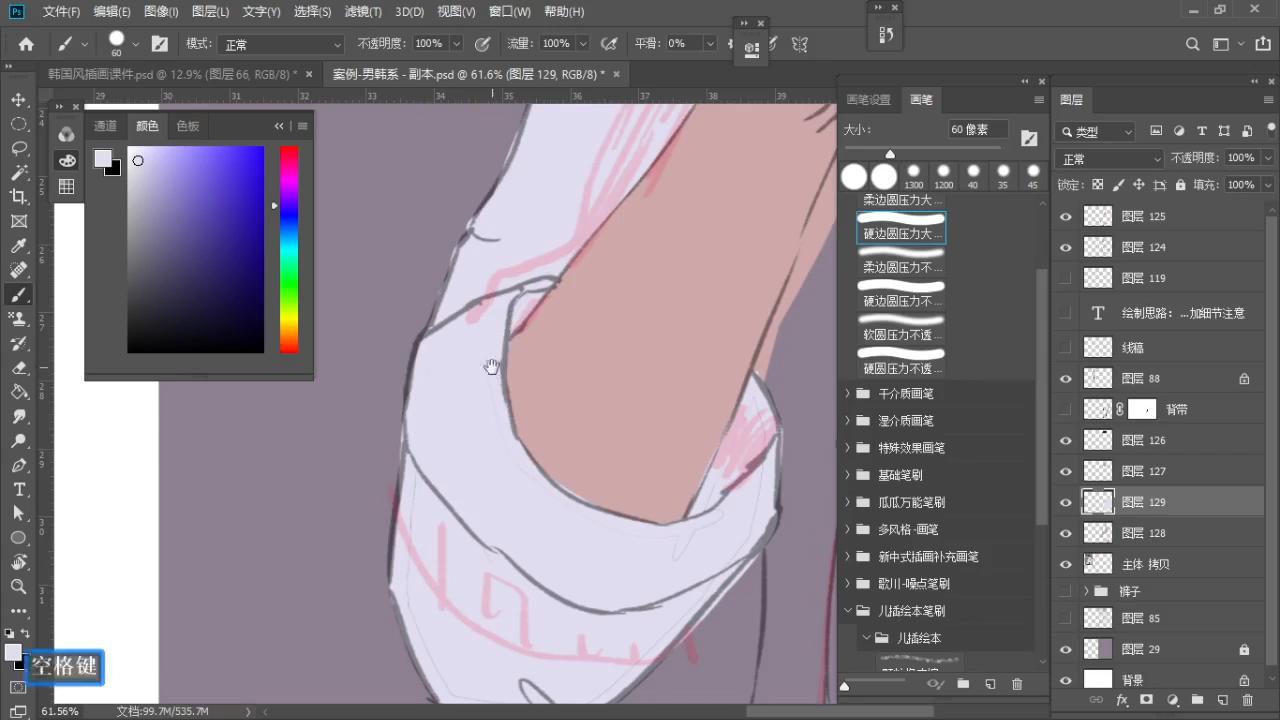 Ps 文件(F) 编辑(E) 图像(I) 图层(L) 文字(Y) 选择(S) 滤镜(T) 3D(D) 视图(V) 窗口(W) 帮助(H)
60 模式: 正常 不透明度: 100% 流量: 100% 平滑: 0%
韩国风插画课件.psd @ 12.9% (图层 66, RGB/8) * × 案例-男韩系 - 副本.psd @ 61.6% (图层 129, RGB/8) * ×
29 30 31 32 33 34 35 36 37 38 39
通道 颜色 色板
画笔设置 画笔
大小: 60 像素
1300 1200 40 35 45
柔边圆压力大 ...
硬边圆压力大 ...
柔边圆压力不 ...
硬边圆压力不 ...
软圆压力不透 ...
硬圆压力不透 ...
干介质画笔
湿介质画笔
特殊效果画笔
基础笔刷
瓜瓜万能笔刷
多风格 -画笔
新中式插画补充画笔
歌川-噪点笔刷
儿插绘本笔刷
儿插绘本
图层
类型
正常 不透明度: 100%
锁定: 填充: 100%
图层 125
图层 124
图层 119
T 绘制思路: ...加细节注意
线稿
图层 88
背带
图层 126
图层 127
图层 129
图层 128
主体 拷贝
裤子
图层 85
图层 29
背景
空格键
61.56% 文档:99.7M/535.7M